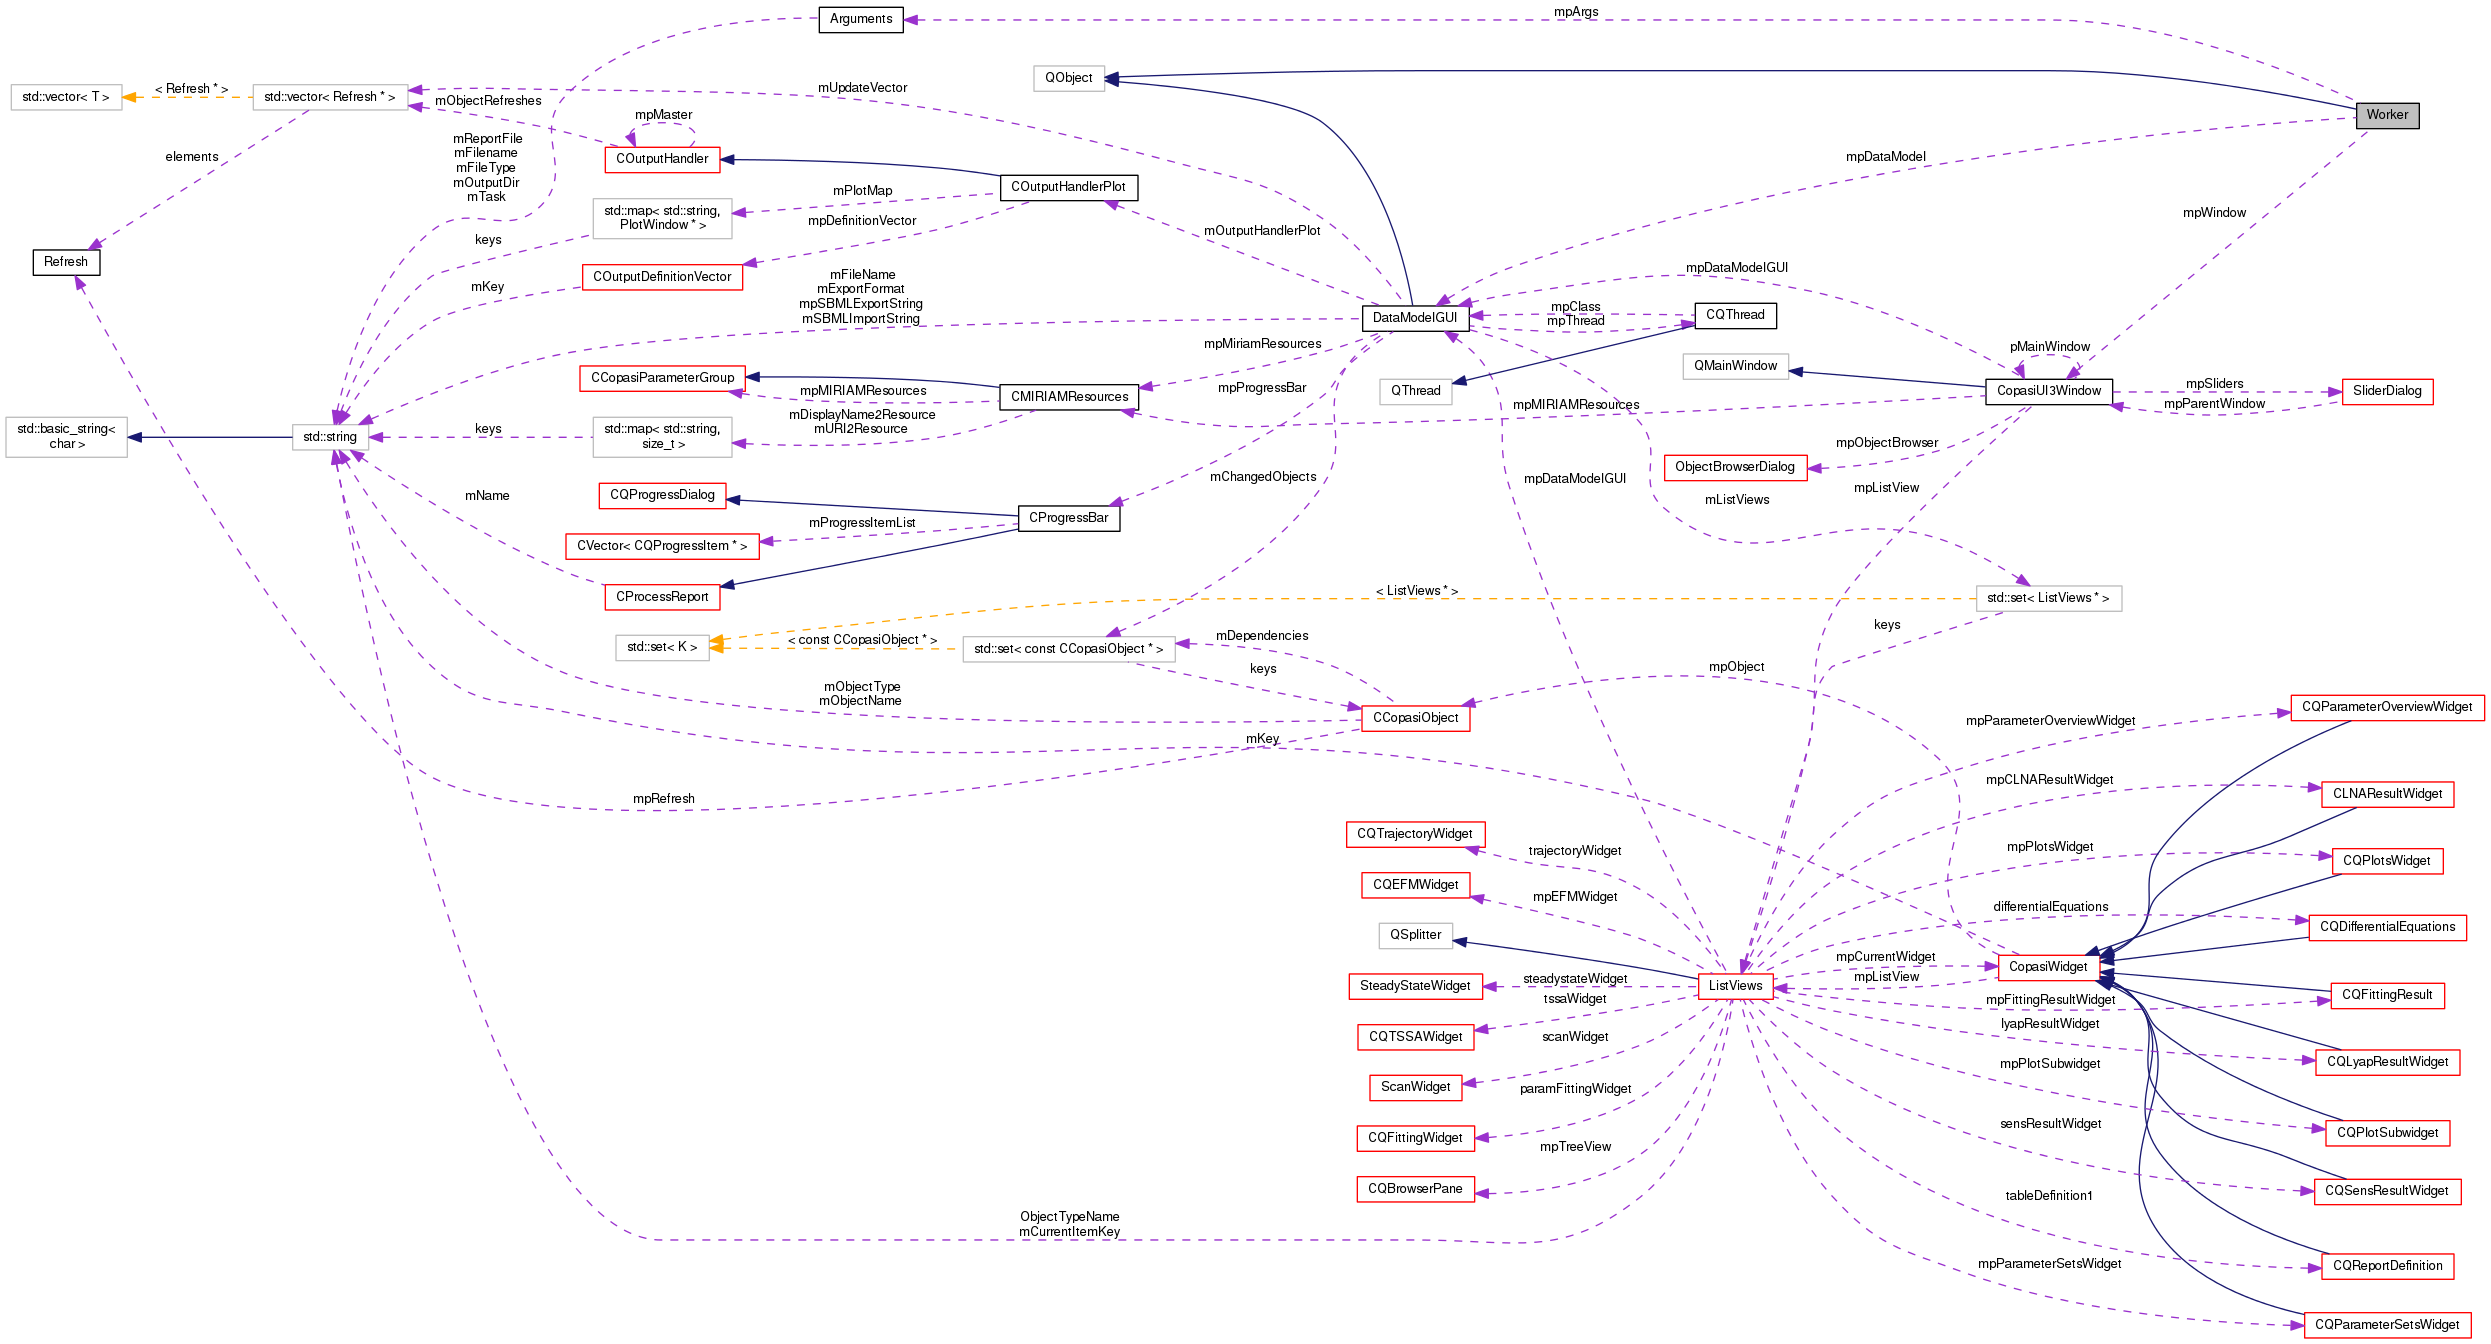 Arguments
mpArgs
QObject
std::vector< T >
< Refresh * >
std::vector< Refresh * >
mObjectRefreshes
mUpdateVector
mpMaster
Worker
mReportFile
mFilename
mFileType
mOutputDir
mTask
elements
COutputHandler
COutputHandlerPlot
mpDataModel
std::map< std::string,
PlotWindow * >
mPlotMap
mpDefinitionVector
mpWindow
keys
mOutputHandlerPlot
Refresh
COutputDefinitionVector
mKey
mFileName
mExportFormat
mpSBMLExportString
mSBMLImportString
mpDataModelGUI
DataModelGUI
mpClass
mpThread
CQThread
mpMiriamResources
pMainWindow
QMainWindow
CCopasiParameterGroup
mpMIRIAMResources
CMIRIAMResources
mpProgressBar
QThread
CopasiUI3Window
mpSliders
mpParentWindow
SliderDialog
mpMIRIAMResources
std::basic_string<
char >
std::string
keys
std::map< std::string,
size_t >
mDisplayName2Resource
mURI2Resource
mpObjectBrowser
ObjectBrowserDialog
mChangedObjects
mpDataModelGUI
mpListView
mListViews
CQProgressDialog
mName
CProgressBar
mProgressItemList
CVector< CQProgressItem * >
CProcessReport
< ListViews * >
std::set< ListViews * >
std::set< K >
< const CCopasiObject * >
std::set< const CCopasiObject * >
mDependencies
keys
keys
mpObject
mObjectType
mObjectName
CCopasiObject
mKey
mpRefresh
mpParameterOverviewWidget
CQParameterOverviewWidget
mpCLNAResultWidget
CLNAResultWidget
CQTrajectoryWidget
trajectoryWidget
mpPlotsWidget
CQPlotsWidget
CQEFMWidget
mpEFMWidget
differentialEquations
CQDifferentialEquations
QSplitter
mpCurrentWidget
mpListView
CopasiWidget
SteadyStateWidget
steadystateWidget
ListViews
tssaWidget
mpFittingResultWidget
CQFittingResult
CQTSSAWidget
scanWidget
lyapResultWidget
CQLyapResultWidget
ScanWidget
paramFittingWidget
mpPlotSubwidget
CQPlotSubwidget
CQFittingWidget
mpTreeView
sensResultWidget
CQBrowserPane
CQSensResultWidget
tableDefinition1
ObjectTypeName
mCurrentItemKey
CQReportDefinition
mpParameterSetsWidget
CQParameterSetsWidget